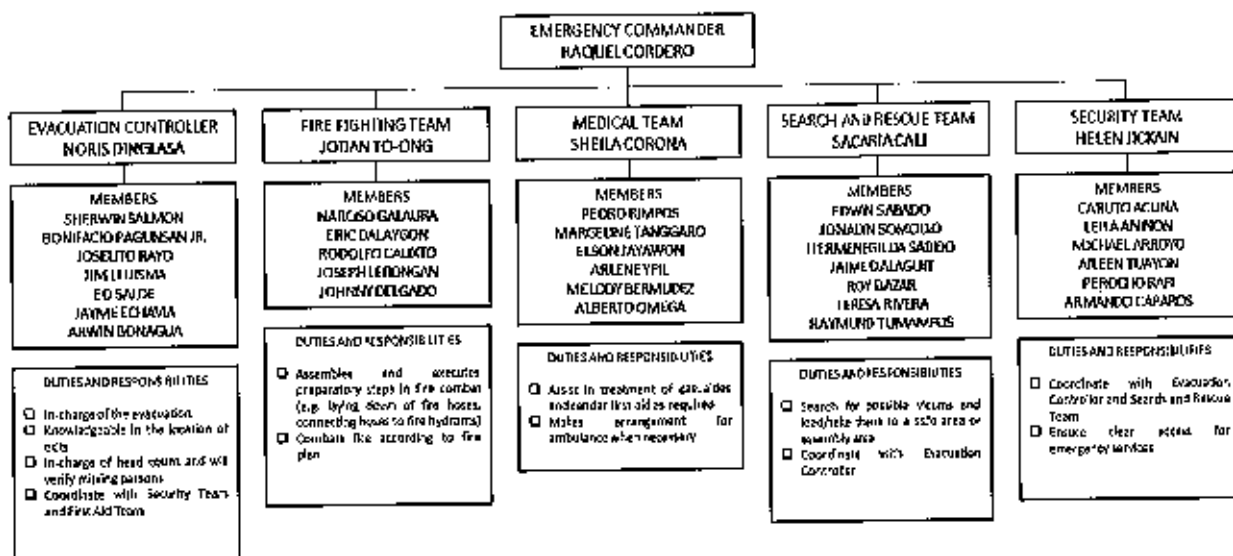 EMERGENCY COMMANDER
RAQUEL CORDERO
EVACUATION CONTROLLER
NORIS DINGLASA
FIRE FIGHTING TEAM
JOTIAN TO-ONG
MEDICAL TEAM
SHEILA CORONA
SEARCH AND RESCUE TEAM
SACARIA CALI
SECURITY TEAM
HELEN
MEMBERS
SHERWIN SALMON
BONIFACIO PAGUNSAN JR.
JOSELITO RAYO
JIM LLUISMA
ED SALDE
JAYME ECHAVIA
ARWIN BONAGUA
MEMBERS
NARCISO GALAURA
ERIC DALAYGON
RODOLFO CALIXTO
JOSEPH LERONGAN
JOHNNY DELGADO
MEMBERS
PEDRO RIMPOS
MARCELINE TANGGARO
ELSON JAYAWON
ARLENE YPIL
MELODY BERMUDEZ
ALBERTO OMEGA
MEMBERS
EDWIN SABADO
JONADIN SOMOLLO
HERMENEGILDA SABIDO
JAIME DALAGUIT
ROY BAZAR
TERESA RIVERA
RAYMUND TUMAMPOS
MEMBERS
CARLITO ACUNA
LEILA ANINON
MICHAEL ARROYO
AILEEN TUAYON
ARMANDO CAPAROS
DUTIES AND RESPONSIBILITIES
In-charge of the evacuation
Knowledgeable in the location of
exits
In-charge of head count and will
verify missing persons
Coordinate with Security Team
and First Aid Team
DUTIES AND RESPONSIBILITIES
Assembles and executes
preparatory steps in fire combat
(e.g. laying down of fire hoses,
connecting hoses to fire hydrants)
Combats fire according to fire
plan
DUTIES AND RESPONSIBILITIES
Assist in treatment of casualties
and render first aid as required
Makes arrangement for
ambulance when necessary
DUTIES AND RESPONSIBILITIES
Search for possible victims and
lead/take them to a safe area or
assembly area
Coordinate with Evacuation
Controller
DUTIES AND RESPONSIBILITIES
Coordinate with Evacuation
Controller and Search and Rescue
Team
Ensure clear access for
emergency services